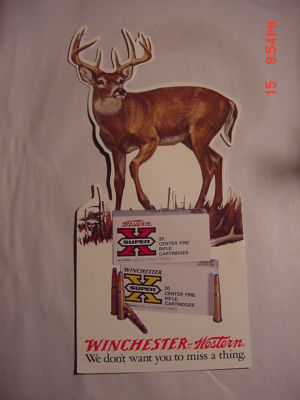 15 9:54PM
Western
SUPER X
20
CENTER FIRE
RIFLE
CARTRIDGES
WINCHESTER
SUPER X
20
CENTER FIRE
RIFLE
CARTRIDGES
WINCHESTER-Western
We don't want you to miss a thing.